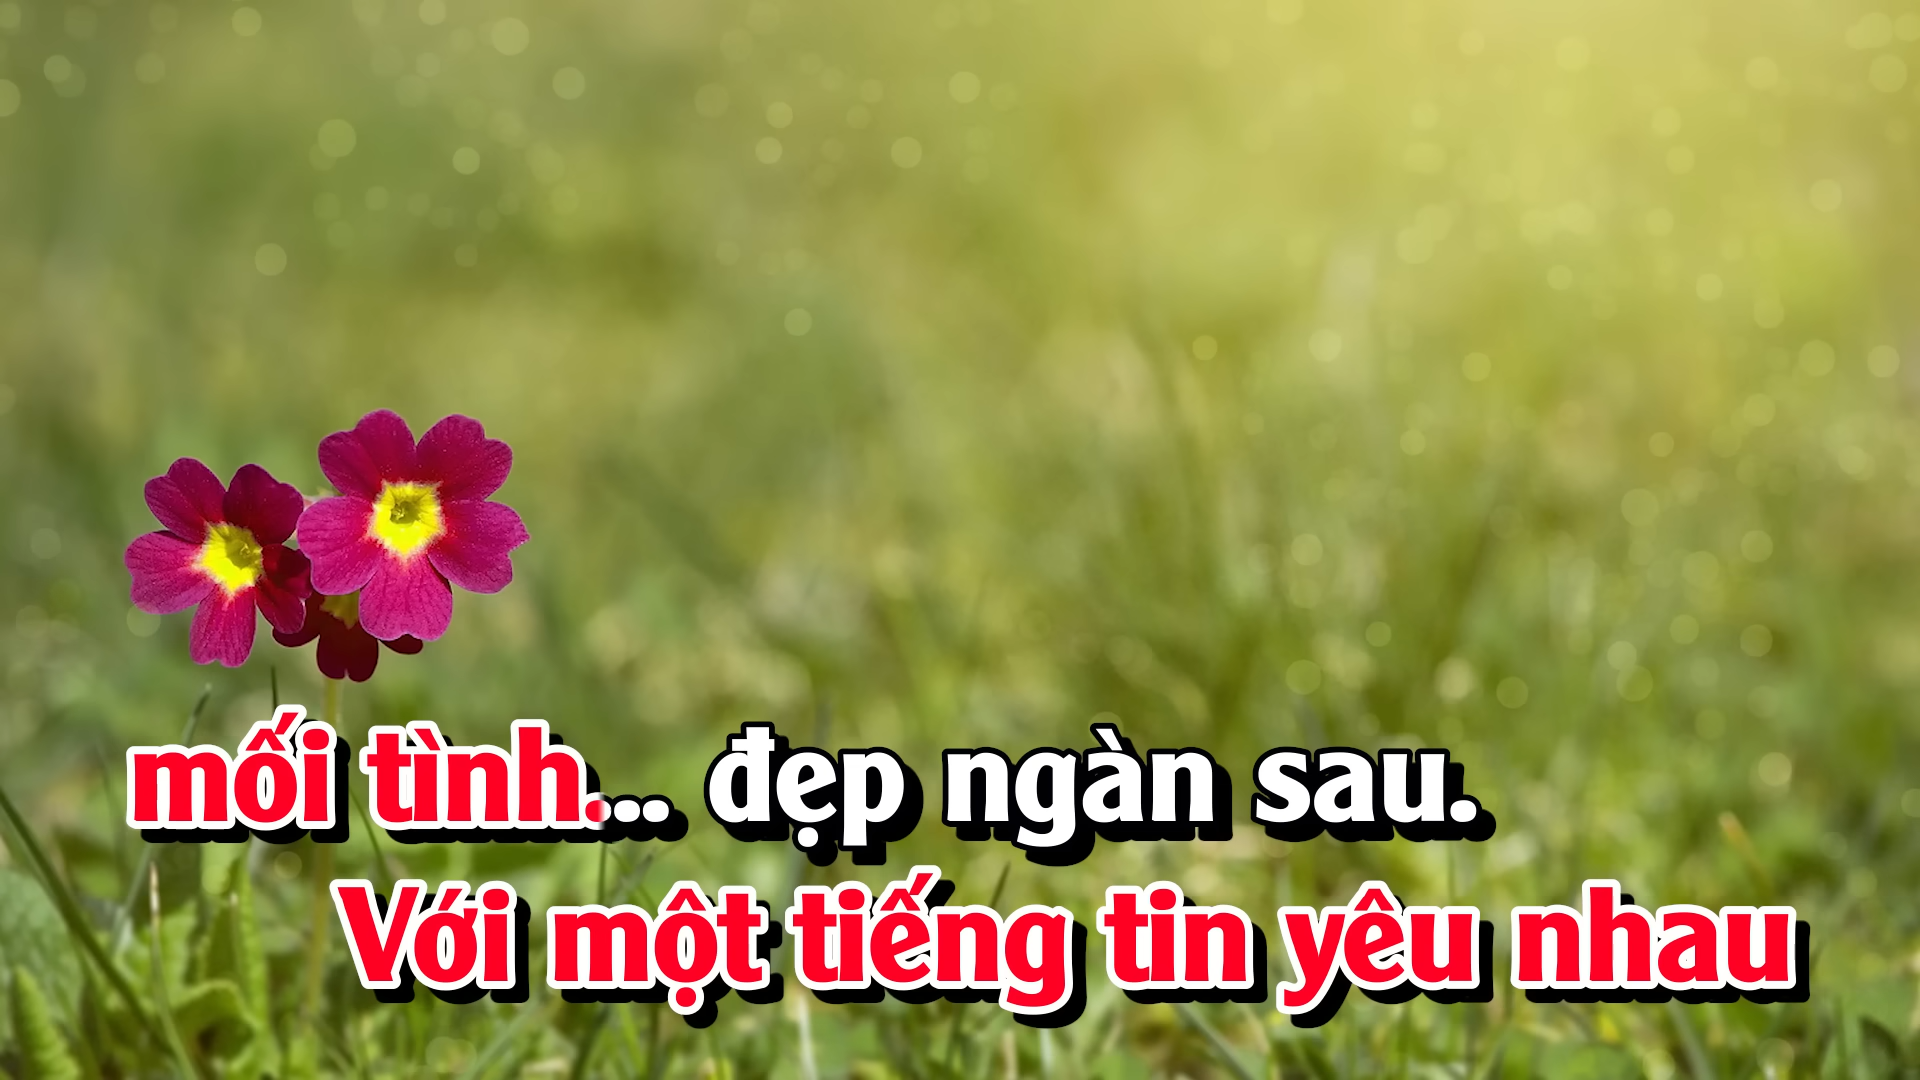 mối tình... đẹp ngàn sau.
Với một tiếng tin yêu nhau